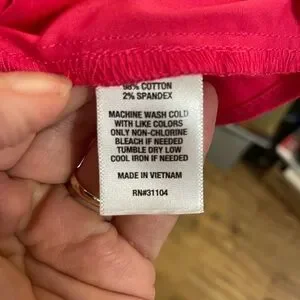 98% COTTON
2% SPANDEX
MACHINE WASH COLD
WITH LIKE COLORS
ONLY NON-CHLORINE
BLEACH IF NEEDED
TUMBLE DRY LOW
COOL IRON IF NEEDED
MADE IN VIETNAM
RN#31104